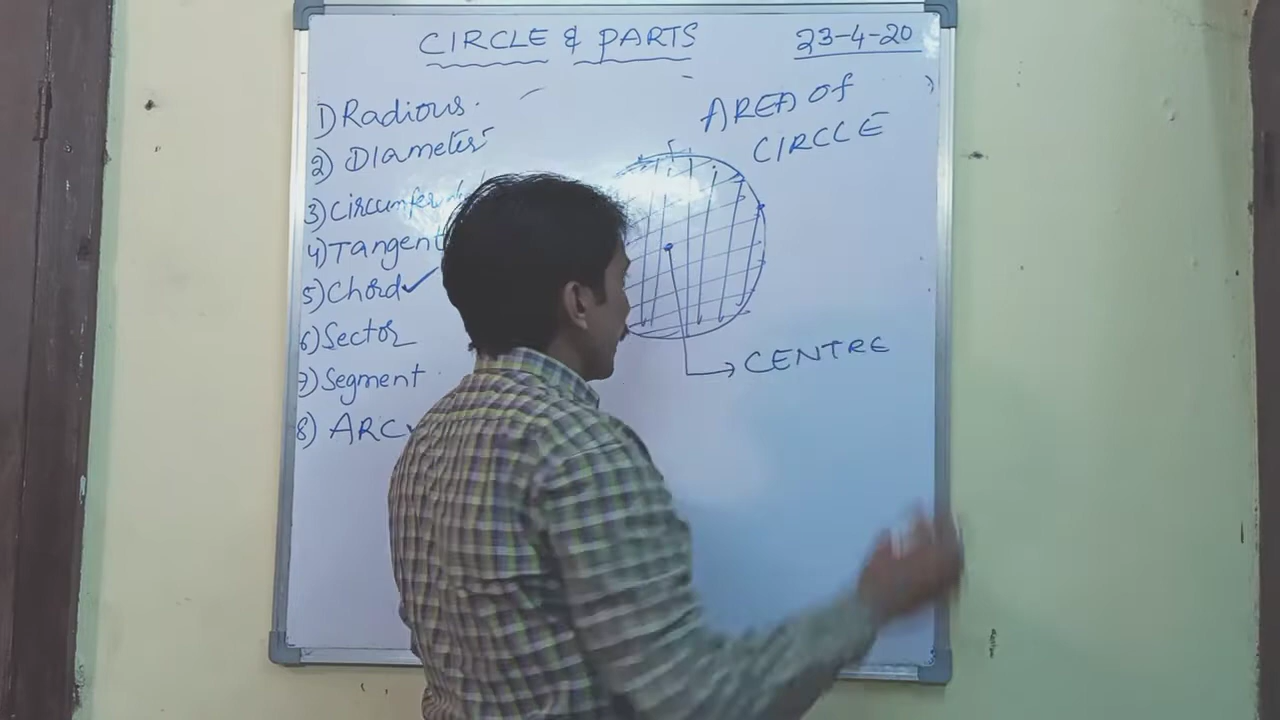 CIRCLE & PARTS
23-4-20
1) Radious.
2) DIameter
3) Circumfer
4) Tangent
5) Chord ✓
6) Sector
7) Segment
8) ARC
AREA Of
CIRCLE
CENTRE